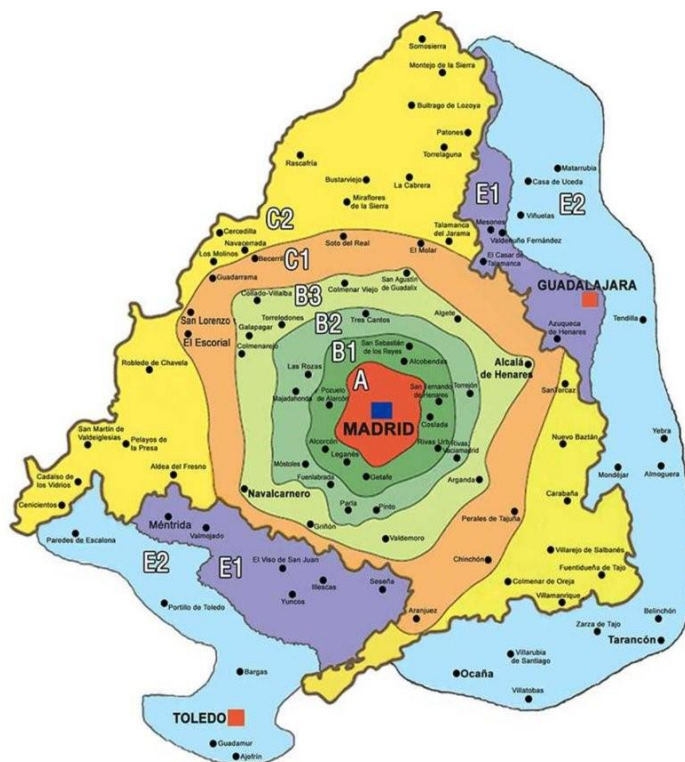 Somosierra
Montejo de la Sierra
Buitrago de Lozoya
Patones
Torrelaguna
Rascafría
Bustarviejo
La Cabrera
Miraflores
de la Sierra
Matarrubia
Casa de Uceda
E1
E2
Viñuelas
Mesones
Valdenuño Fernández
C2
Cercedilla
Navacerrada
Los Molinos
Becerril
Soto del Real
Talamanca
del Jarama
El Molar
El Casar de
Talamanca
C1
Guadarrama
San Agustín
de Guadalix
Colmenar Viejo
GUADALAJARA
B3
Collado-Villalba
San Lorenzo
El Escorial
Torrelodones
Galapagar
Colmenarejo
B2
Tres Cantos
Algete
Tendilla
Azuqueca
de Henares
B1
San Sebastián
de los Reyes
Alcobendas
Alcalá
de Henares
Robledo de Chavela
Las Rozas
A
Majadahonda
Pozuelo
de Alarcón
San Fernando
de Henares
Torrejón
Santorcaz
MADRID
Coslada
San Martín de
Valdeiglesias
Pelayos de
la Presa
Alcorcón
Leganés
Rivas Urb.
Rivas
Vaciamadrid
Nuevo Baztán
Yebra
Móstoles
Aldea del Fresno
Getafe
Mondéjar
Almoguera
Cadalso de
los Vidrios
Fuenlabrada
Arganda
Navalcarnero
Carabaña
Cenicientos
Parla
Pinto
Perales de Tajuña
Méntrida
Griñón
Valmojado
Valdemoro
Paredes de Escalona
Villarejo de Salbanés
E2
E1
El Viso de San Juan
Chinchón
Fuentidueña de Tajo
Illescas
Seseña
Colmenar de Oreja
Yuncos
Villamanrique
Portillo de Toledo
Aranjuez
Belinchón
Zarza de Tajo
Tarancón
Villarubia
de Santiago
Bargas
Ocaña
Villatobas
TOLEDO
Guadamur
Ajofrín